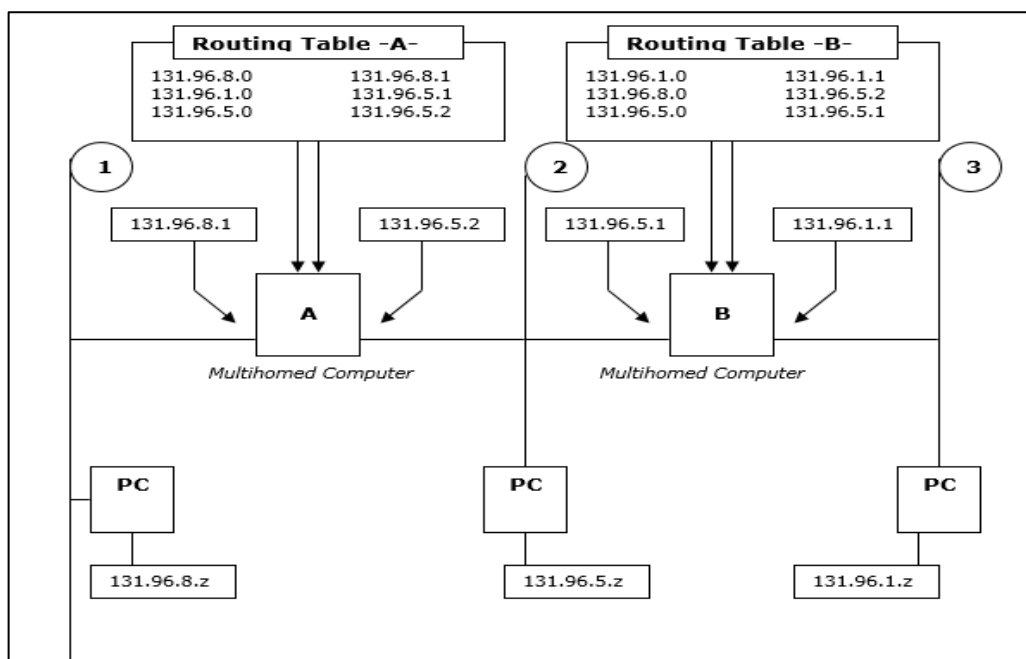 Routing Table -A-
131.96.8.0 131.96.8.1
131.96.1.0 131.96.5.1
131.96.5.0 131.96.5.2
Routing Table -B-
131.96.1.0 131.96.1.1
131.96.8.0 131.96.5.2
131.96.5.0 131.96.5.1
1
2
3
131.96.8.1
131.96.5.2
131.96.5.1
131.96.1.1
A
B
Multihomed Computer
Multihomed Computer
PC
PC
PC
131.96.8.z
131.96.5.z
131.96.1.z